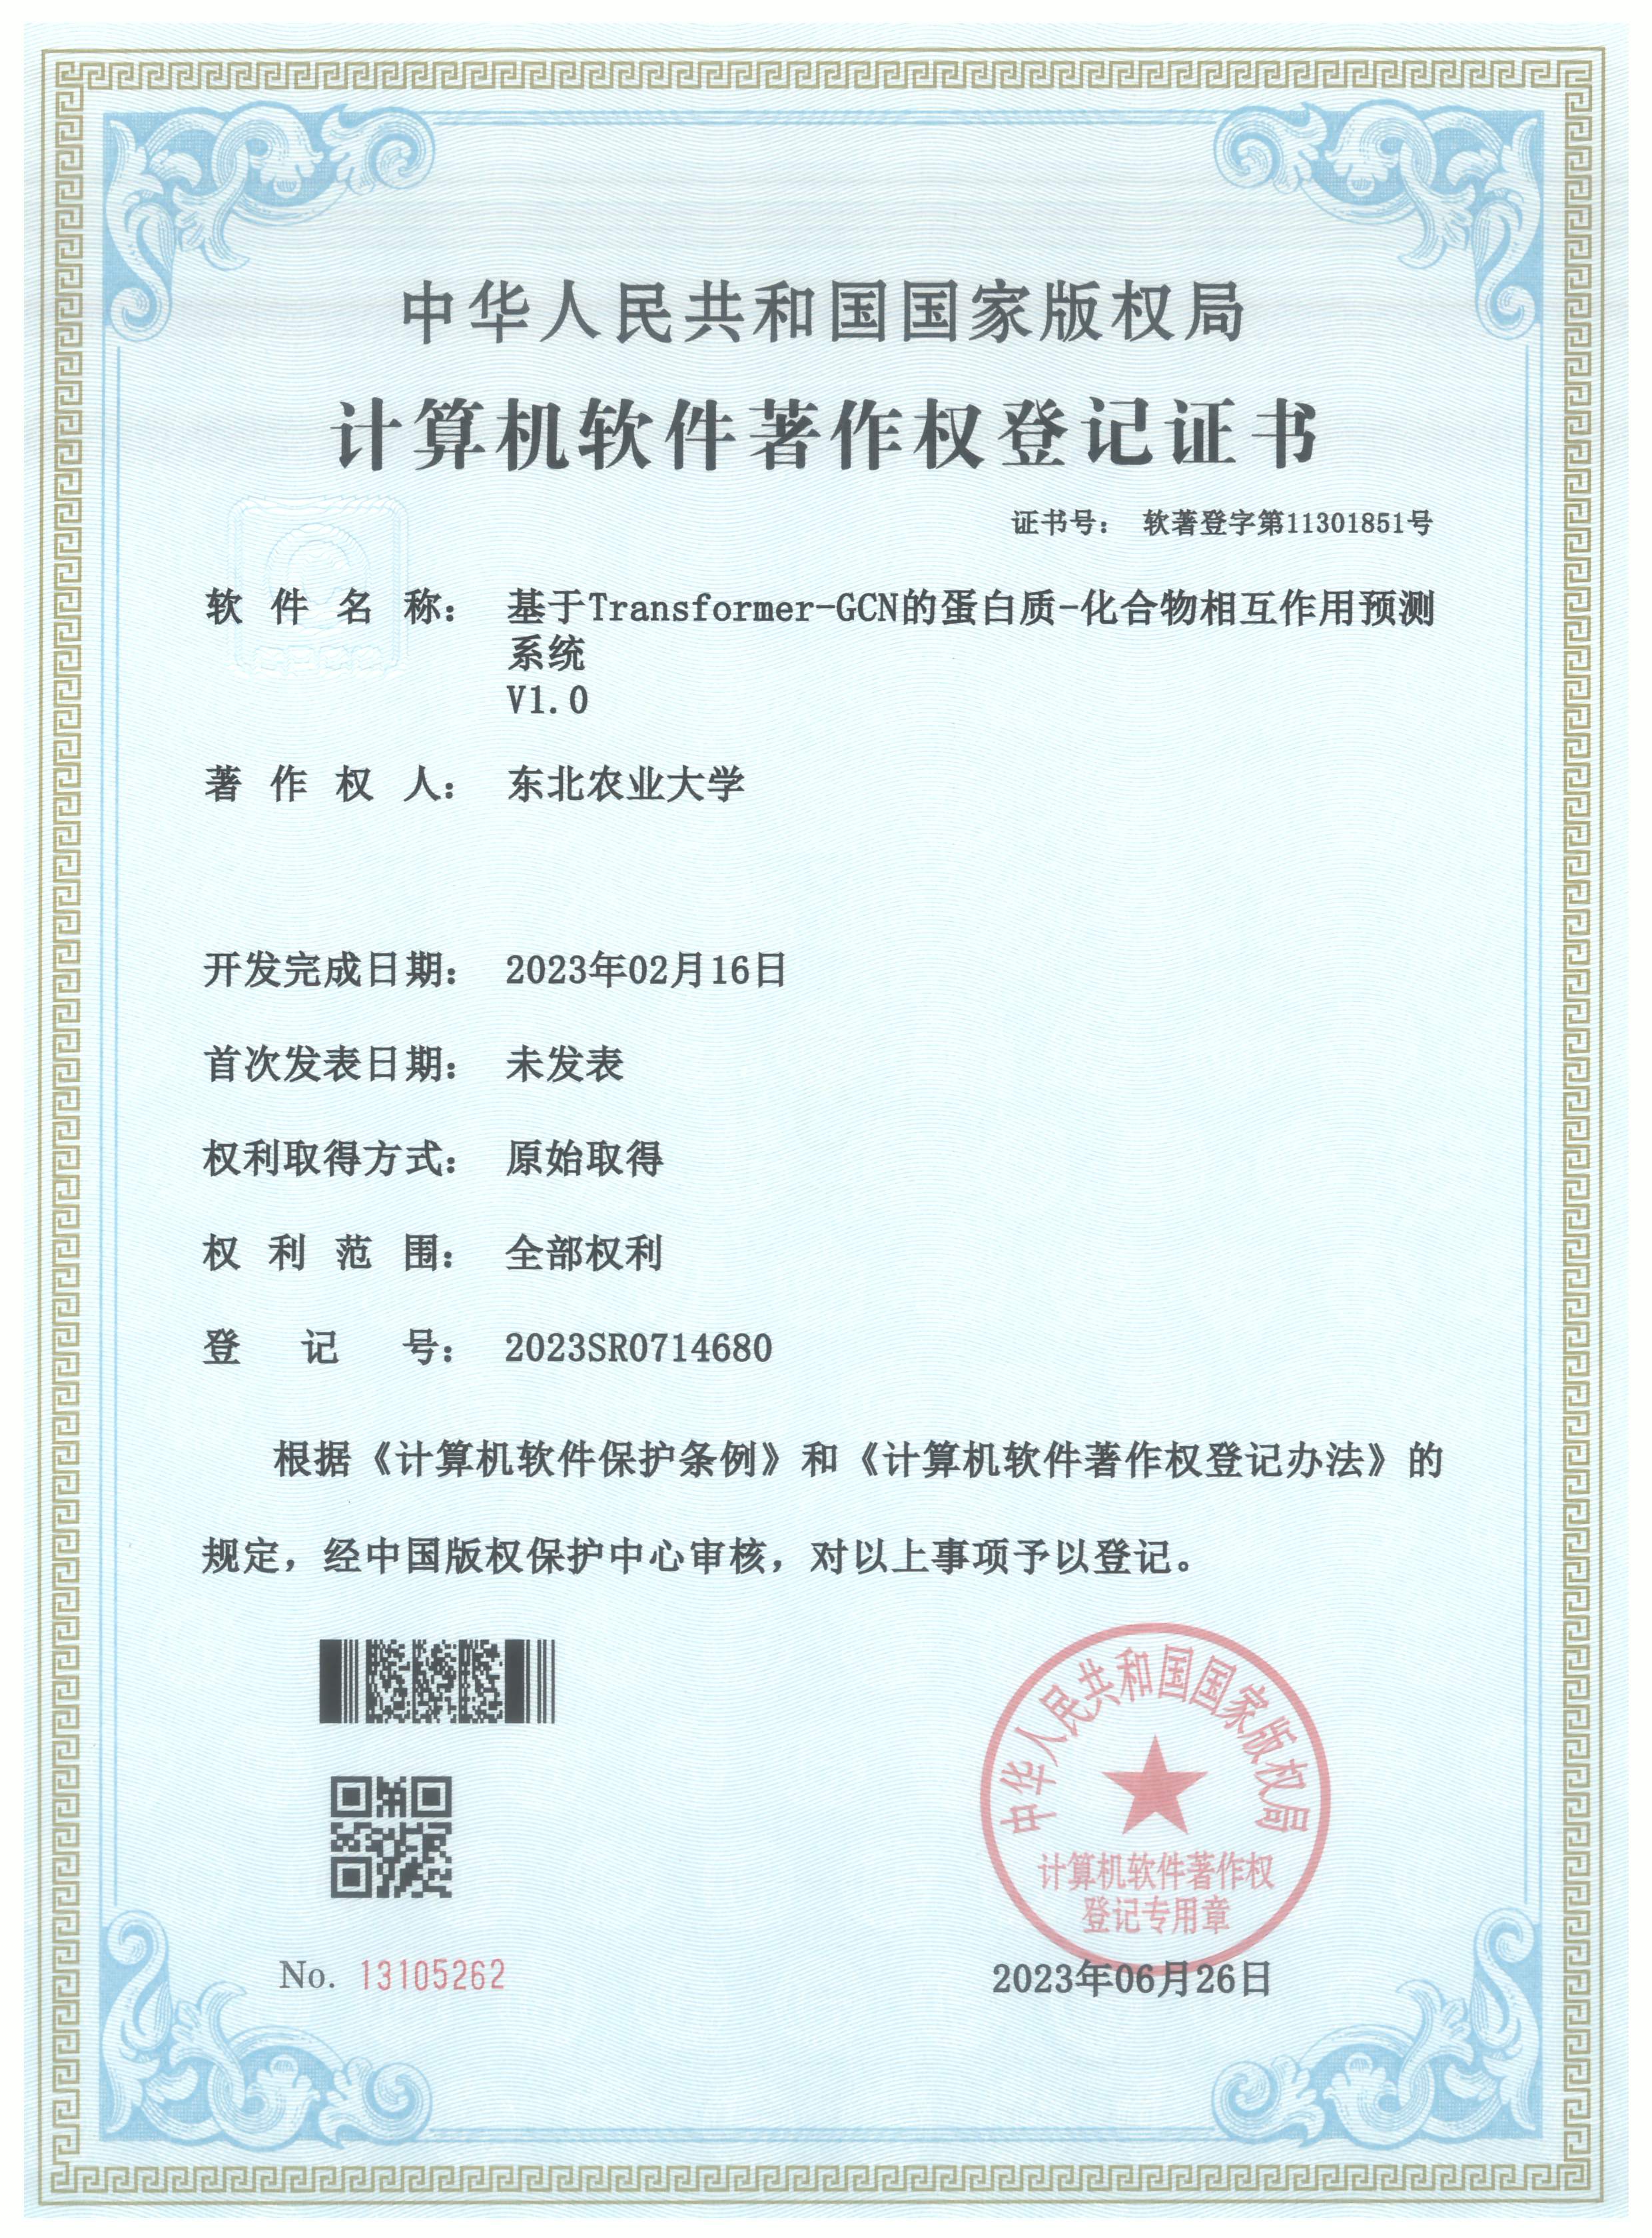 中华人民共和国国家版权局
计算机软件著作权登记证书
证书号： 软著登字第11301851号
软件名称： 基于Transformer-GCN的蛋白质-化合物相互作用预测
系统
V1.0
著作权人： 东北农业大学
开发完成日期： 2023年02月16日
首次发表日期： 未发表
权利取得方式： 原始取得
权利范围： 全部权利
登记号： 2023SR0714680
根据《计算机软件保护条例》和《计算机软件著作权登记办法》的
规定，经中国版权保护中心审核，对以上事项予以登记。
中华人民共和国国家版权局
计算机软件著作权
登记专用章
No. 13105262
2023年06月26日